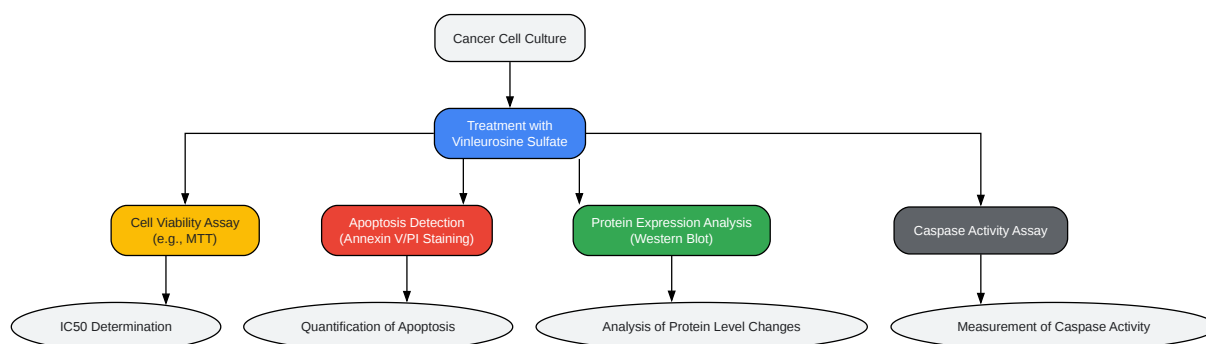 Cancer Cell Culture
Treatment with
Vinleurosine Sulfate
Cell Viability Assay
(e.g., MTT)
Apoptosis Detection
(Annexin V/PI Staining)
Protein Expression Analysis
(Western Blot)
Caspase Activity Assay
IC50 Determination
Quantification of Apoptosis
Analysis of Protein Level Changes
Measurement of Caspase Activity